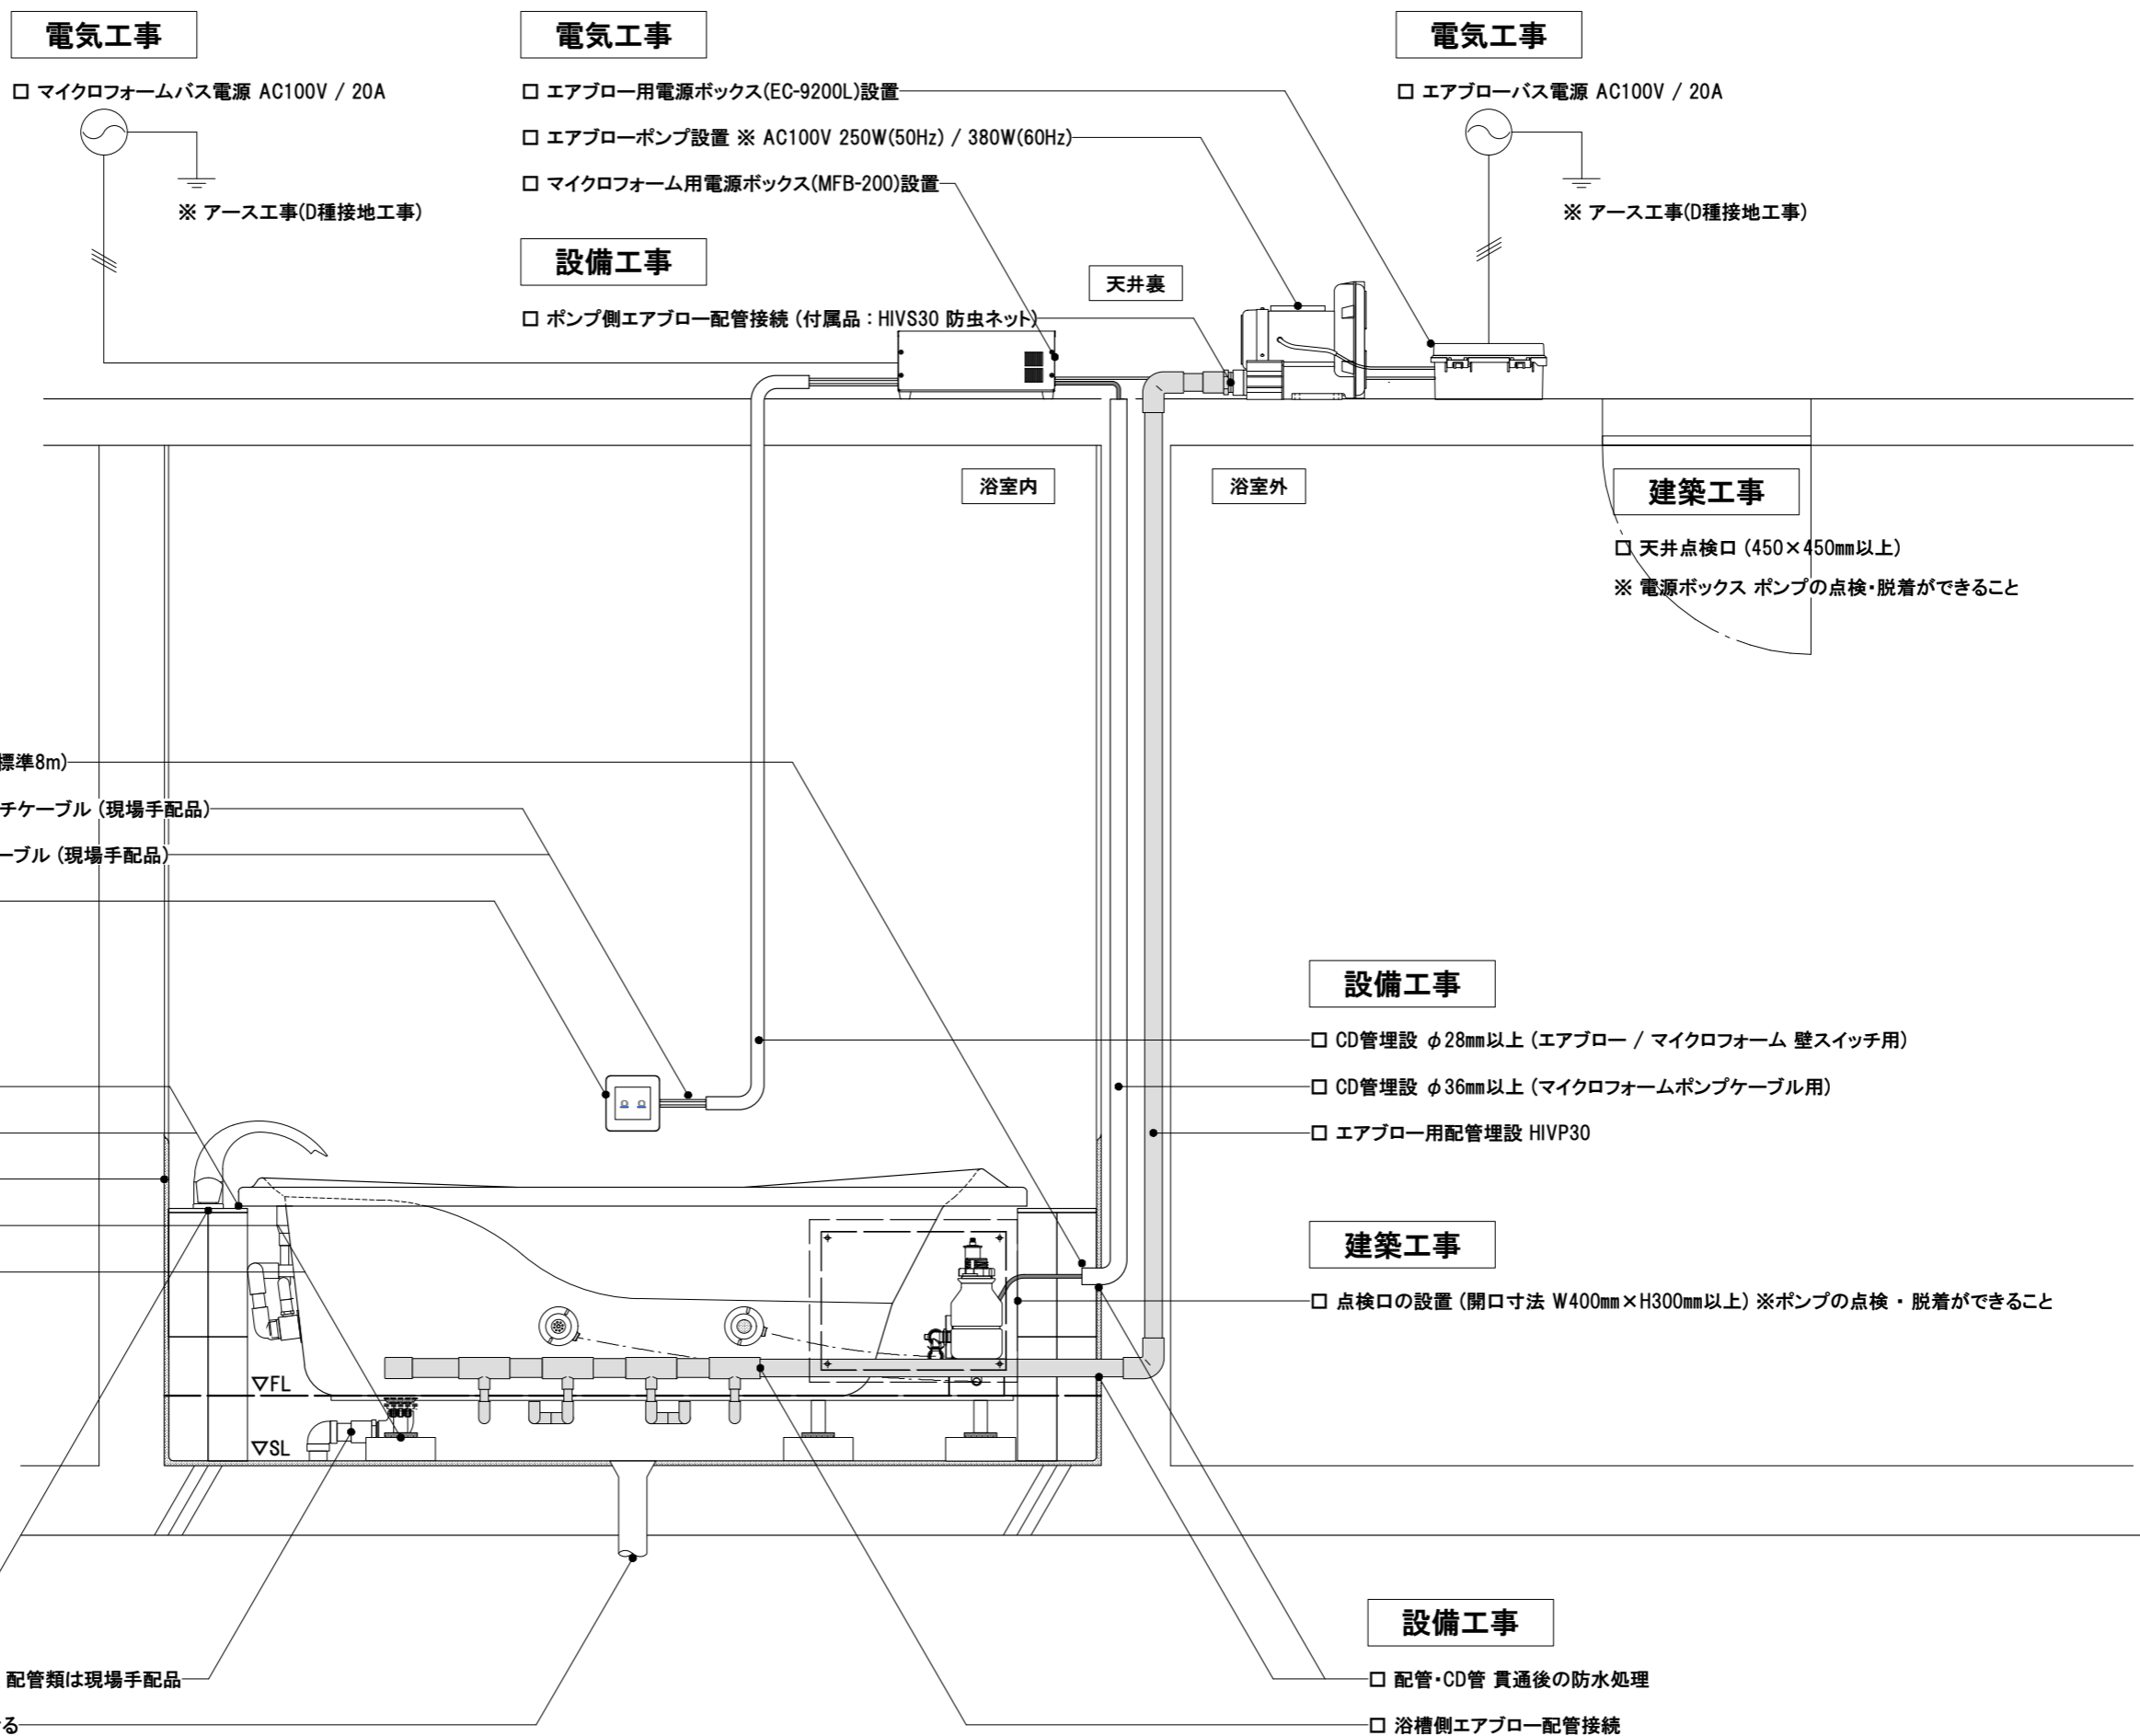 電気工事
□ マイクロフォームバス電源 AC100V / 20A
※ アース工事(D種接地工事)
電気工事
□ エアブロー用電源ボックス(EC-9200L)設置
□ エアブローポンプ設置 ※ AC100V 250W(50Hz) / 380W(60Hz)
□ マイクロフォーム用電源ボックス(MFB-200)設置
設備工事
□ ポンプ側エアブロー配管接続 (付属品：HIVS30 防虫ネット)
天井裏
電気工事
□ エアブローバス電源 AC100V / 20A
※ アース工事(D種接地工事)
浴室内
浴室外
建築工事
□ 天井点検口 (450×450mm以上)
※ 電源ボックス ポンプの点検・脱着ができること
標準8m)
チケーブル (現場手配品)
ーブル (現場手配品)
設備工事
□ CD管埋設 φ28mm以上 (エアブロー / マイクロフォーム 壁スイッチ用)
□ CD管埋設 φ36mm以上 (マイクロフォームポンプケーブル用)
□ エアブロー用配管埋設 HIVP30
建築工事
□ 点検口の設置 (開口寸法 W400mm×H300mm以上) ※ポンプの点検・脱着ができること
▽FL
▽SL
配管類は現場手配品
る
設備工事
□ 配管・CD管 貫通後の防水処理
□ 浴槽側エアブロー配管接続